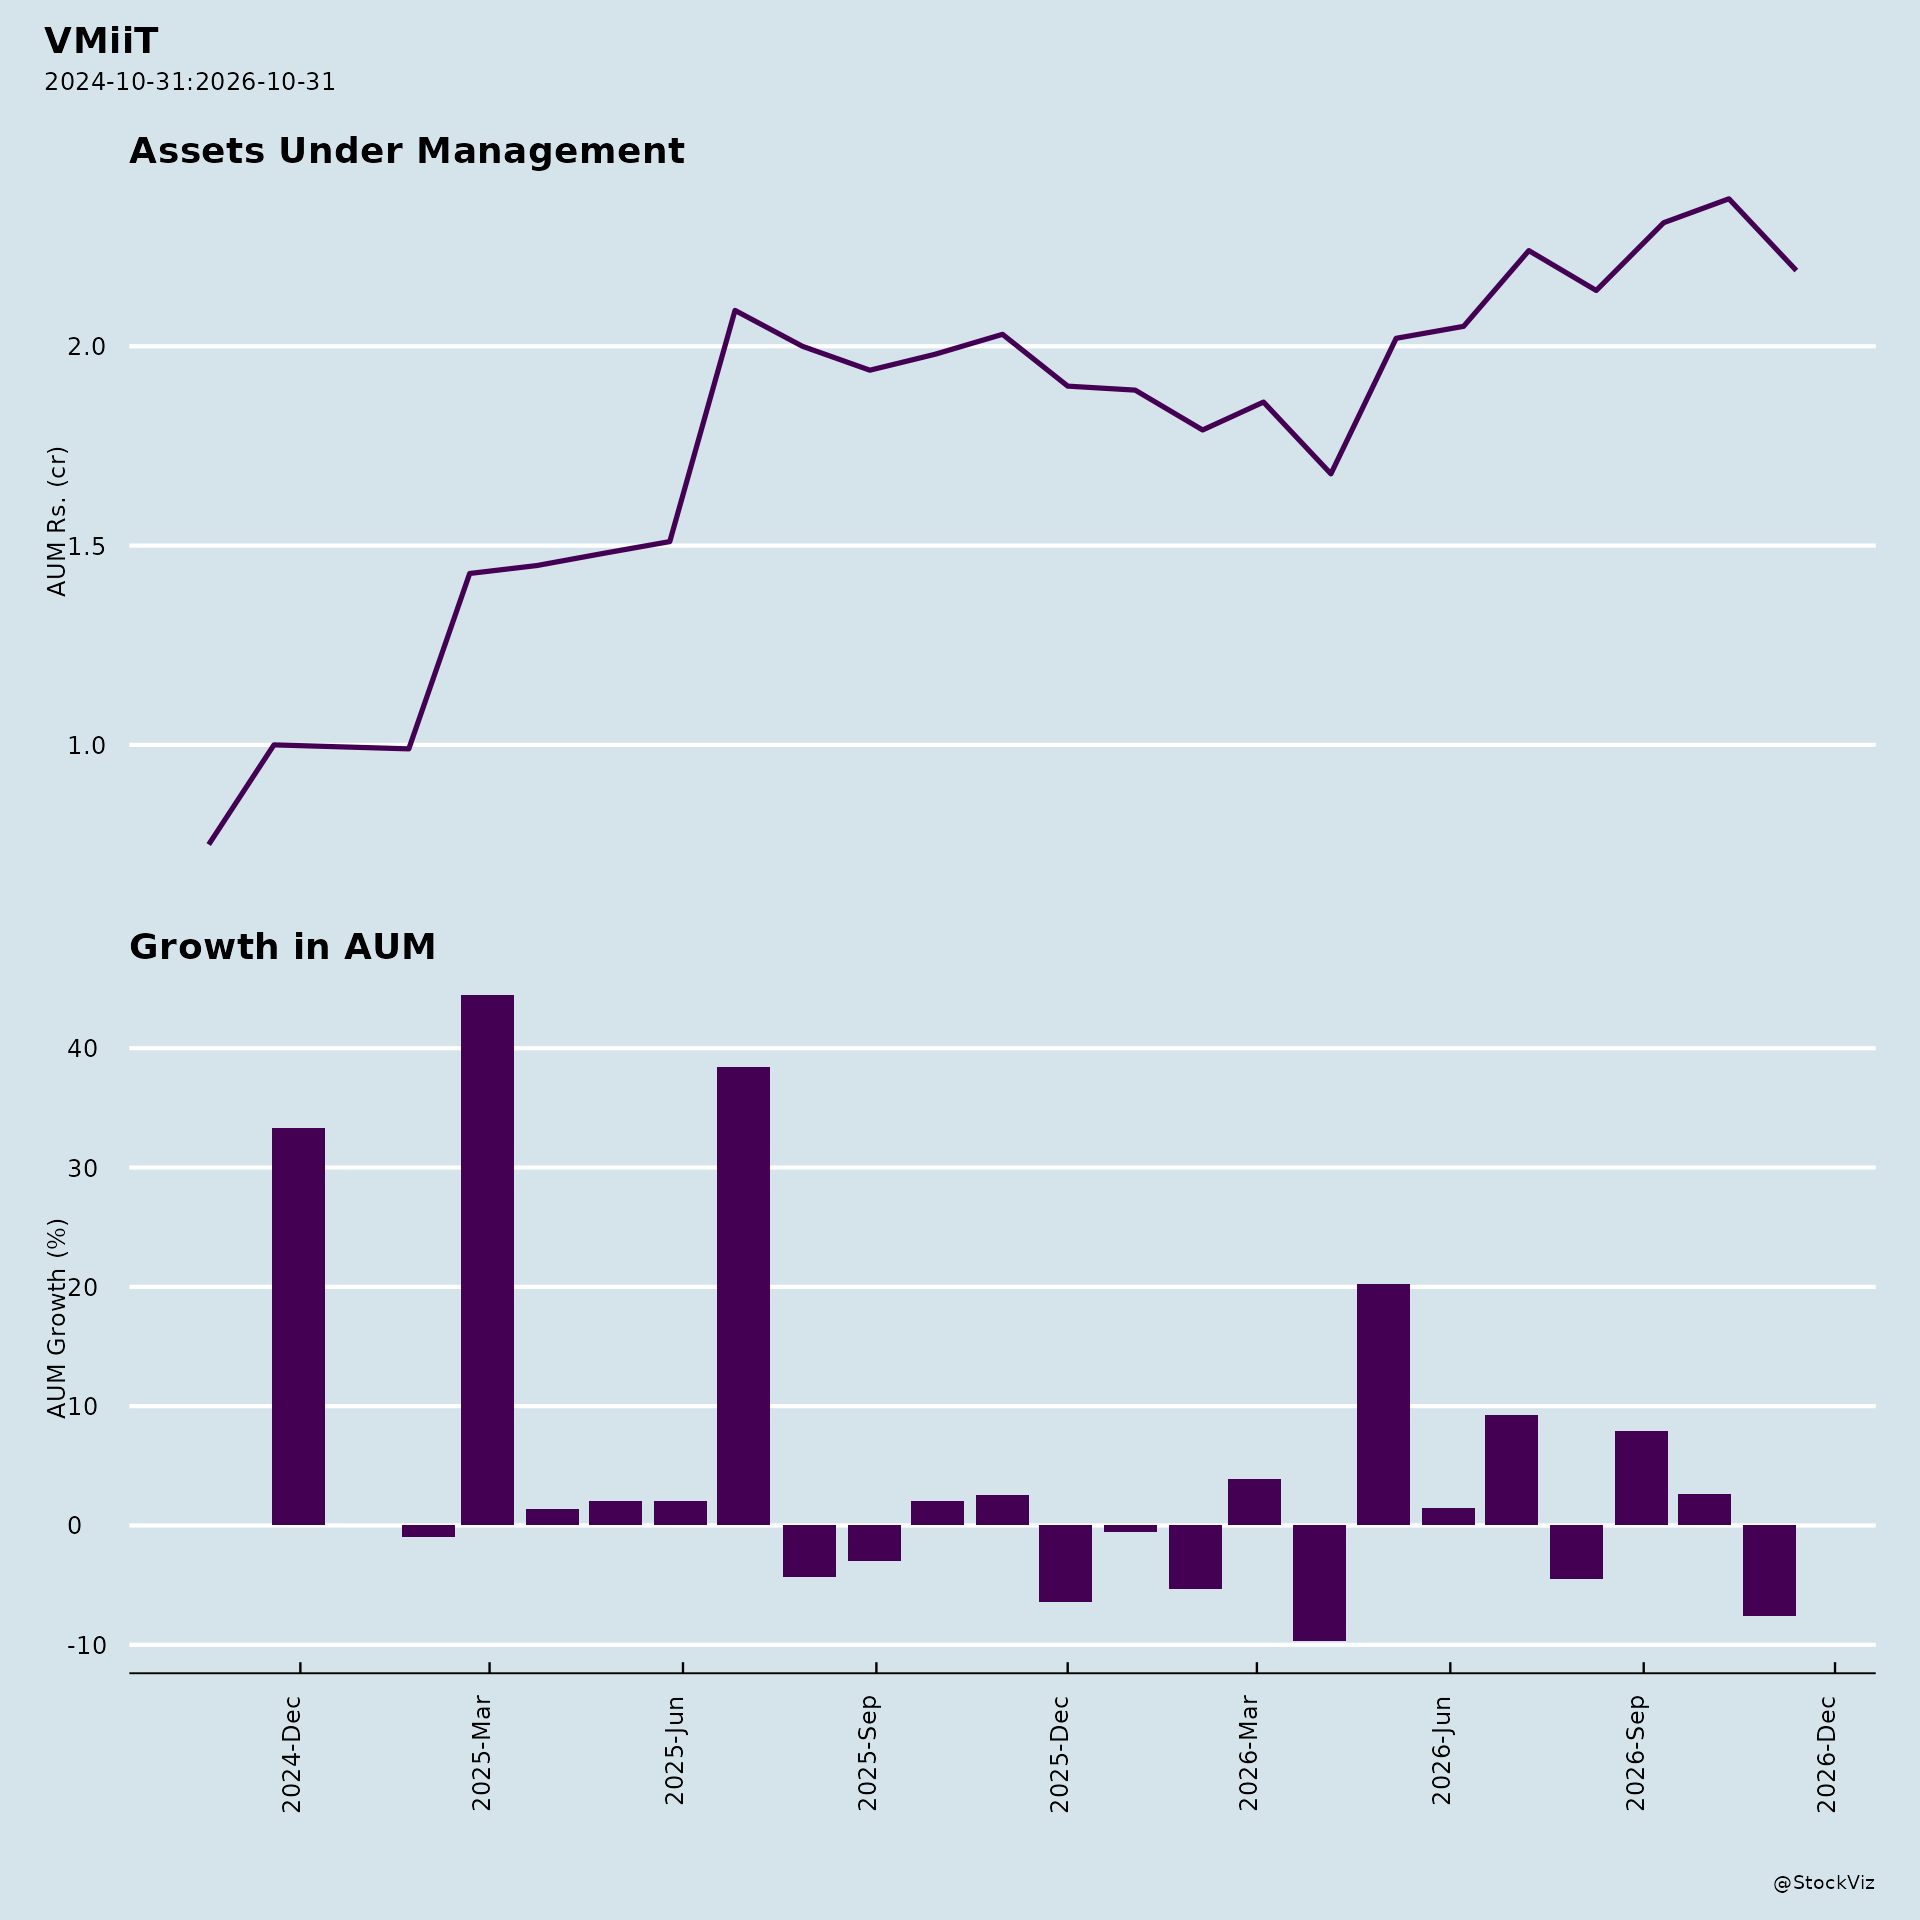 VMiiT
2024-10-31:2026-10-31
Assets Under Management
AUM Rs. (cr)
2.0
1.5
1.0
Growth in AUM
AUM Growth (%)
40
30
20
10
0
-10
2024-Dec
2025-Mar
2025-Jun
2025-Sep
2025-Dec
2026-Mar
2026-Jun
2026-Sep
2026-Dec
@StockViz